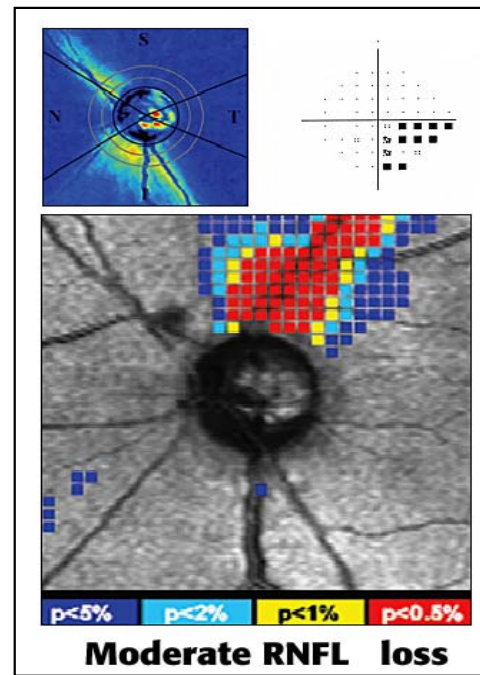 S
N T
I
p<5% p<2% p<1% p<0.5%
Moderate RNFL loss